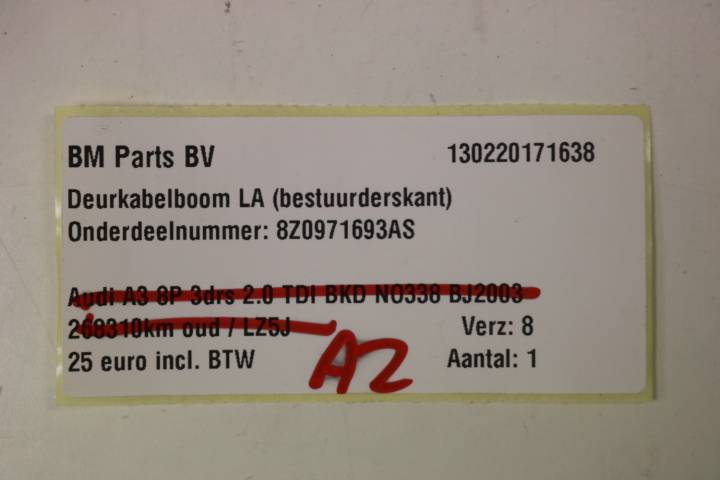 BM Parts BV 130220171638
Deurkabelboom LA (bestuurderskant)
Onderdeelnummer: 8Z0971693AS
Audi A3 8P 3drs 2.0 TDI BKD NO338 BJ2003
268310km oud / LZ5J Verz: 8
25 euro incl. BTW A2 Aantal: 1